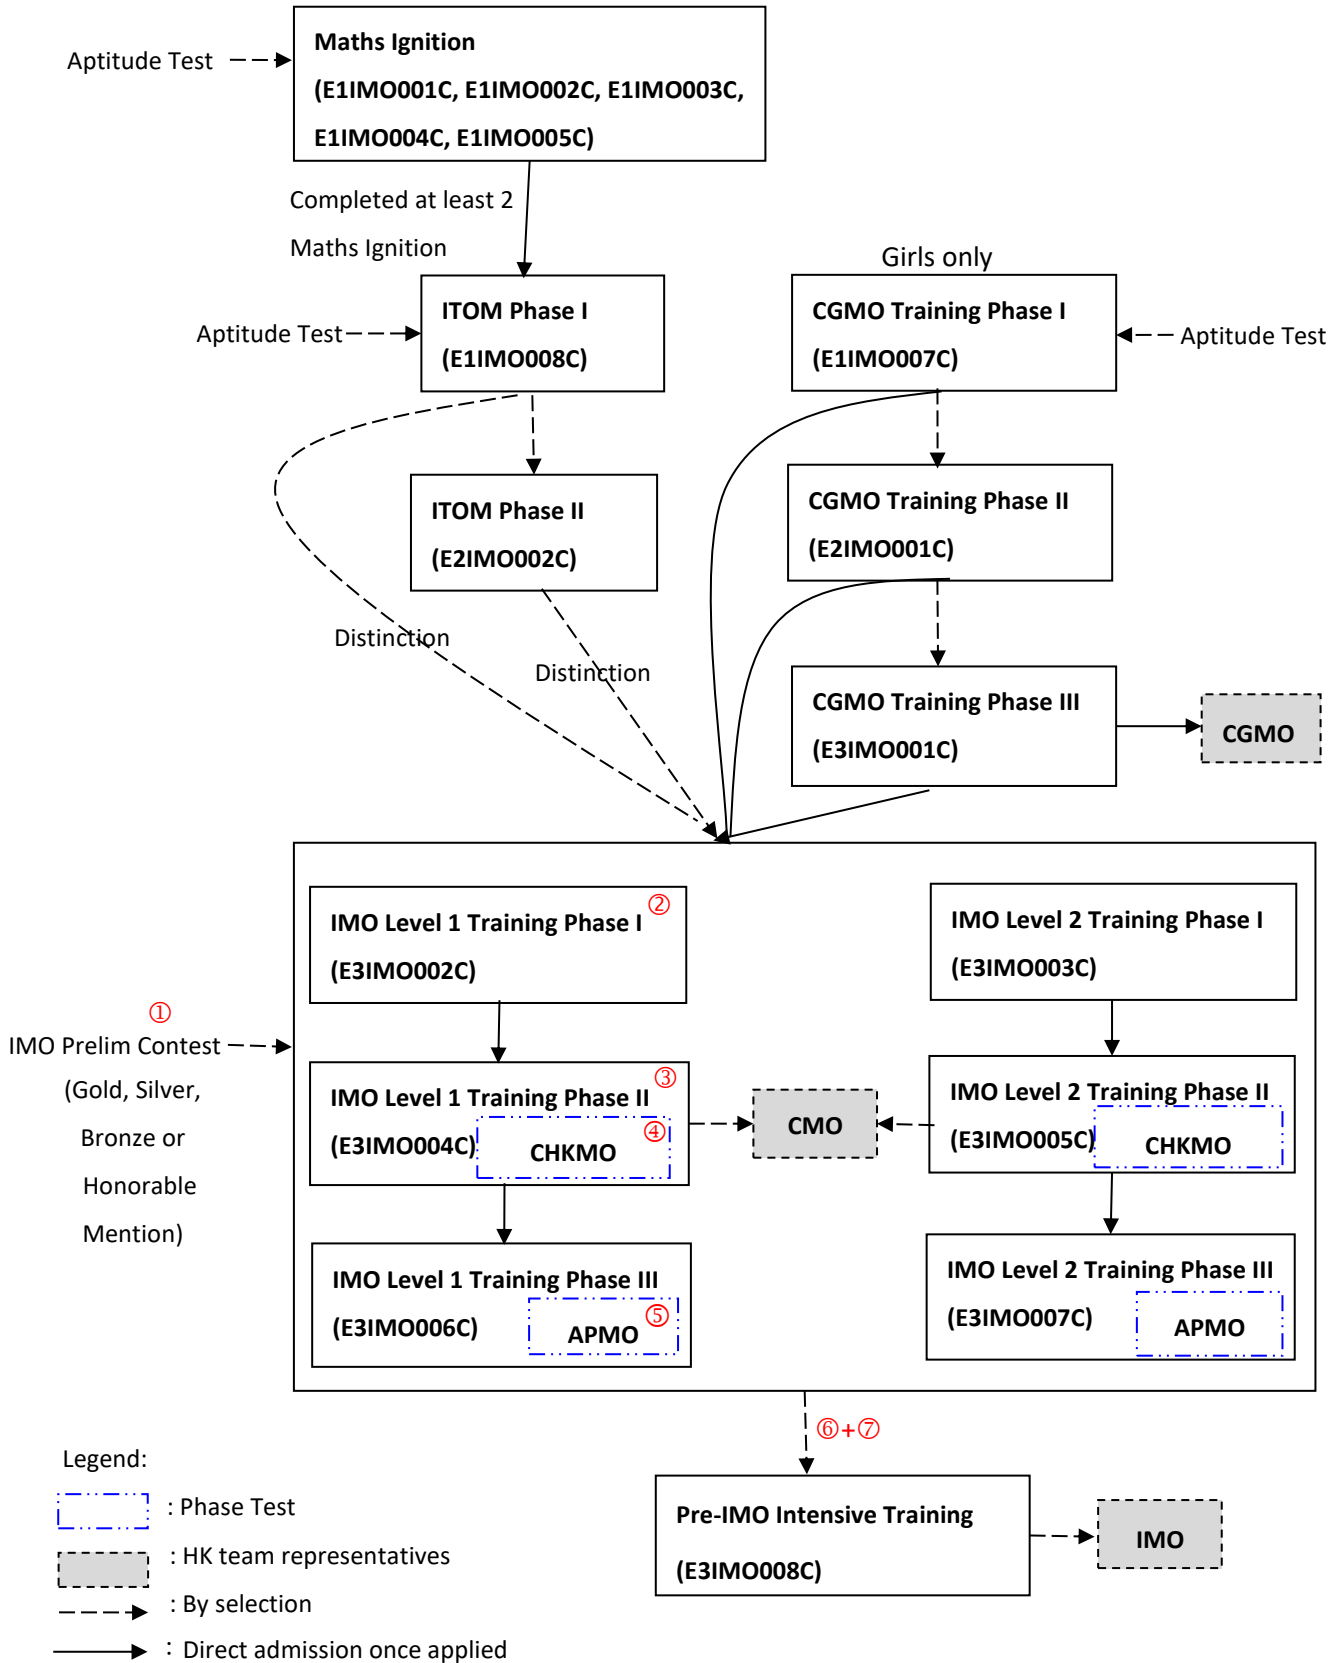 Maths Ignition
(E1IMO001C, E1IMO002C, E1IMO003C,
E1IMO004C, E1IMO005C)
Aptitude Test
Completed at least 2
Maths Ignition
Girls only
ITOM Phase I
(E1IMO008C)
Aptitude Test
CGMO Training Phase I
(E1IMO007C)
Aptitude Test
ITOM Phase II
(E2IMO002C)
CGMO Training Phase II
(E2IMO001C)
Distinction
Distinction
CGMO Training Phase III
(E3IMO001C)
CGMO
IMO Level 1 Training Phase I ②
(E3IMO002C)
IMO Level 2 Training Phase I
(E3IMO003C)
①
IMO Prelim Contest
(Gold, Silver,
Bronze or
Honorable
Mention)
IMO Level 1 Training Phase II ③
(E3IMO004C)
CHKMO ④
CMO
IMO Level 2 Training Phase II
(E3IMO005C)
CHKMO
IMO Level 1 Training Phase III
(E3IMO006C)
APMO ⑤
IMO Level 2 Training Phase III
(E3IMO007C)
APMO
⑥+⑦
Pre-IMO Intensive Training
(E3IMO008C)
IMO
Legend:
: Phase Test
: HK team representatives
: By selection
: Direct admission once applied